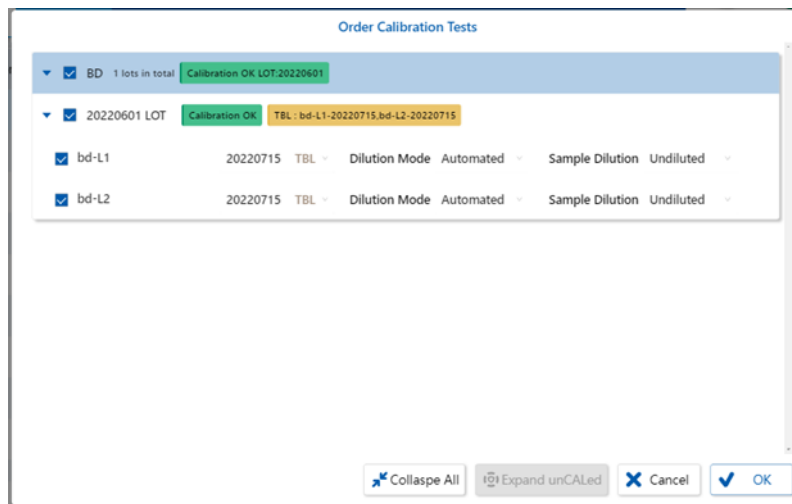 Order Calibration Tests
BD 1 lots in total Calibration OK LOT:20220601
20220601 LOT Calibration OK TBL : bd-L1-20220715,bd-L2-20220715
bd-L1 20220715 TBL Dilution Mode Automated Sample Dilution Undiluted
bd-L2 20220715 TBL Dilution Mode Automated Sample Dilution Undiluted
Collaspe All Expand unCALed Cancel OK